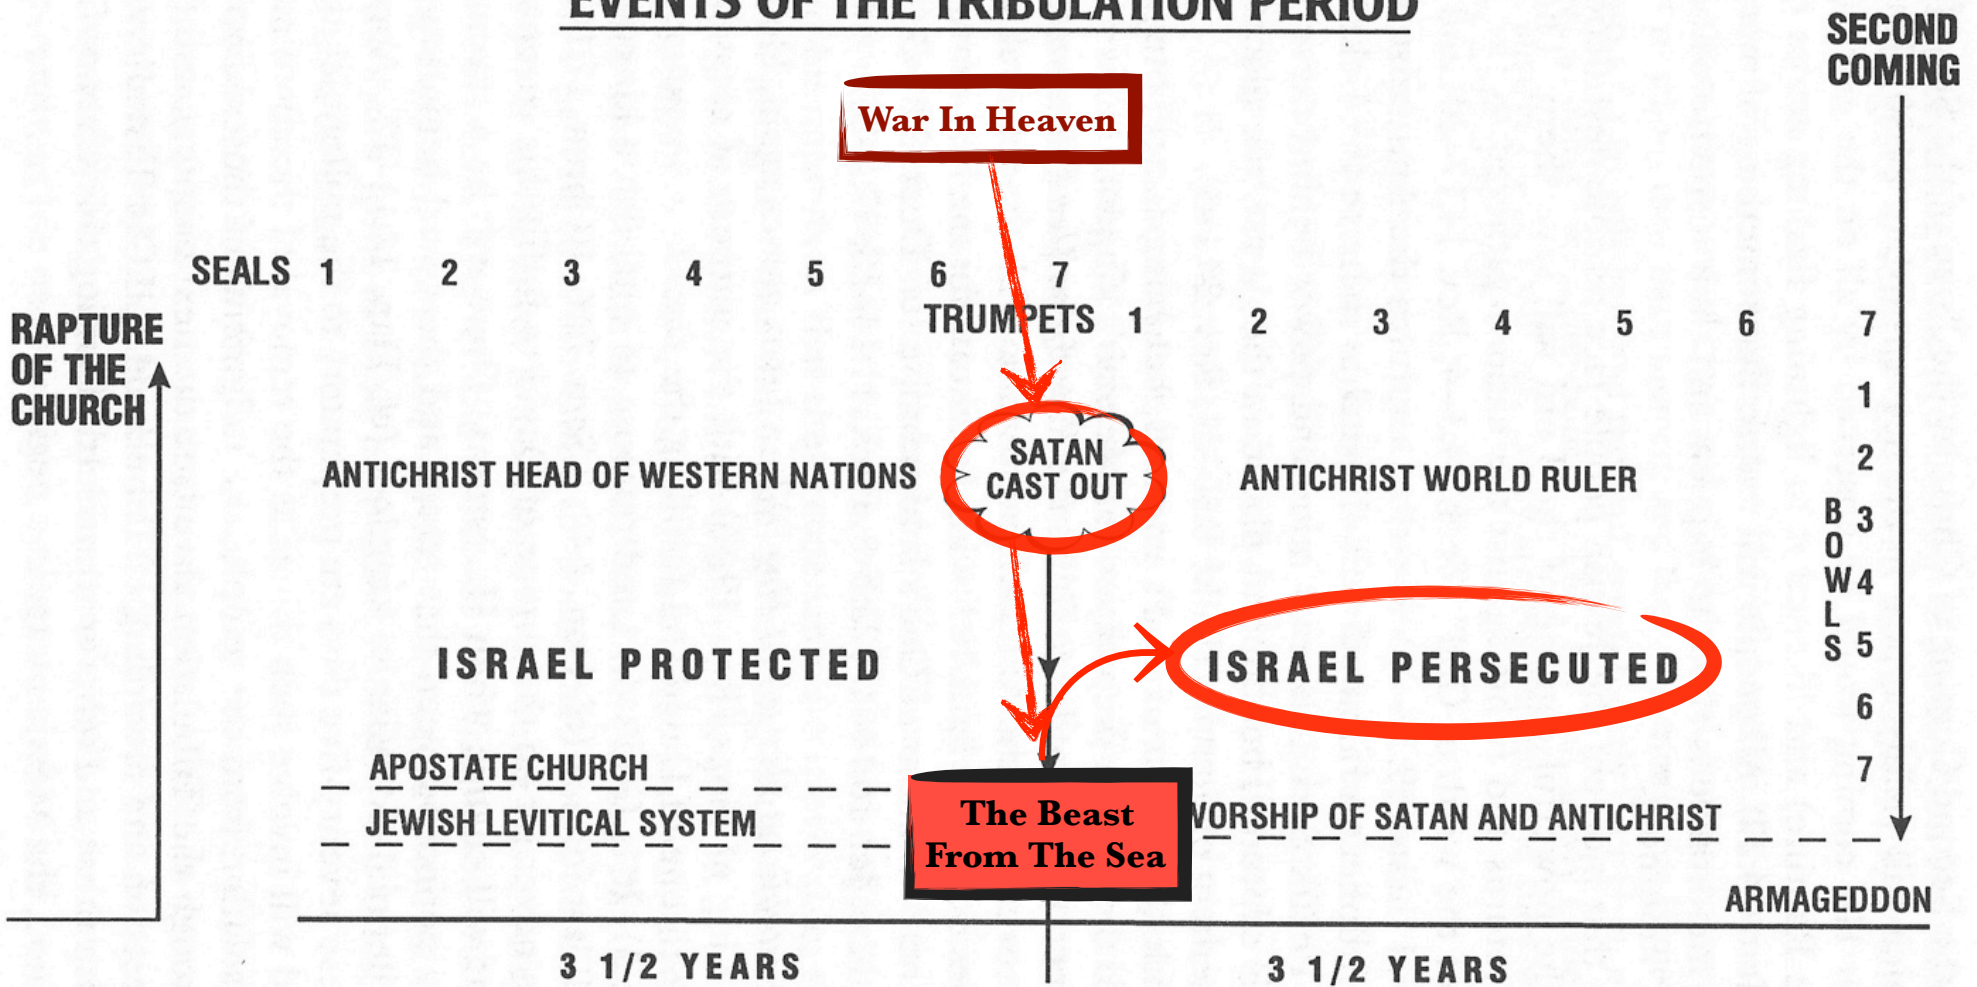 EVENTS OF THE TRIBULATION PERIOD
SECOND
COMING
War In Heaven
SEALS 1 2 3 4 5 6 7
TRUMPETS 1 2 3 4 5 6 7
RAPTURE
OF THE
CHURCH
ANTICHRIST HEAD OF WESTERN NATIONS
SATAN
CAST OUT
ANTICHRIST WORLD RULER
BOWLS
1
2
3
4
5
6
7
ISRAEL PROTECTED
ISRAEL PERSECUTED
APOSTATE CHURCH
JEWISH LEVITICAL SYSTEM
The Beast
From The Sea
WORSHIP OF SATAN AND ANTICHRIST
ARMAGEDDON
3 1/2 YEARS
3 1/2 YEARS